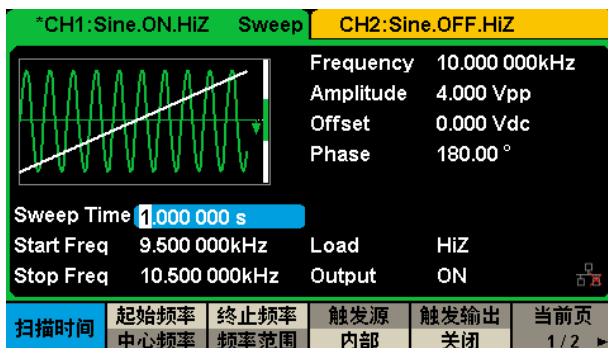 *CH1:Sine.ON.HiZ Sweep CH2:Sine.OFF.HiZ
Frequency 10.000 000kHz
Amplitude 4.000 Vpp
Offset 0.000 Vdc
Phase 180.00 °
Sweep Time 1.000 000 s
Start Freq 9.500 000kHz Load HiZ
Stop Freq 10.500 000kHz Output ON
扫描时间 起始频率 终止频率 触发源 触发输出 当前页
中心频率 频率范围 内部 关闭 1/2 ►